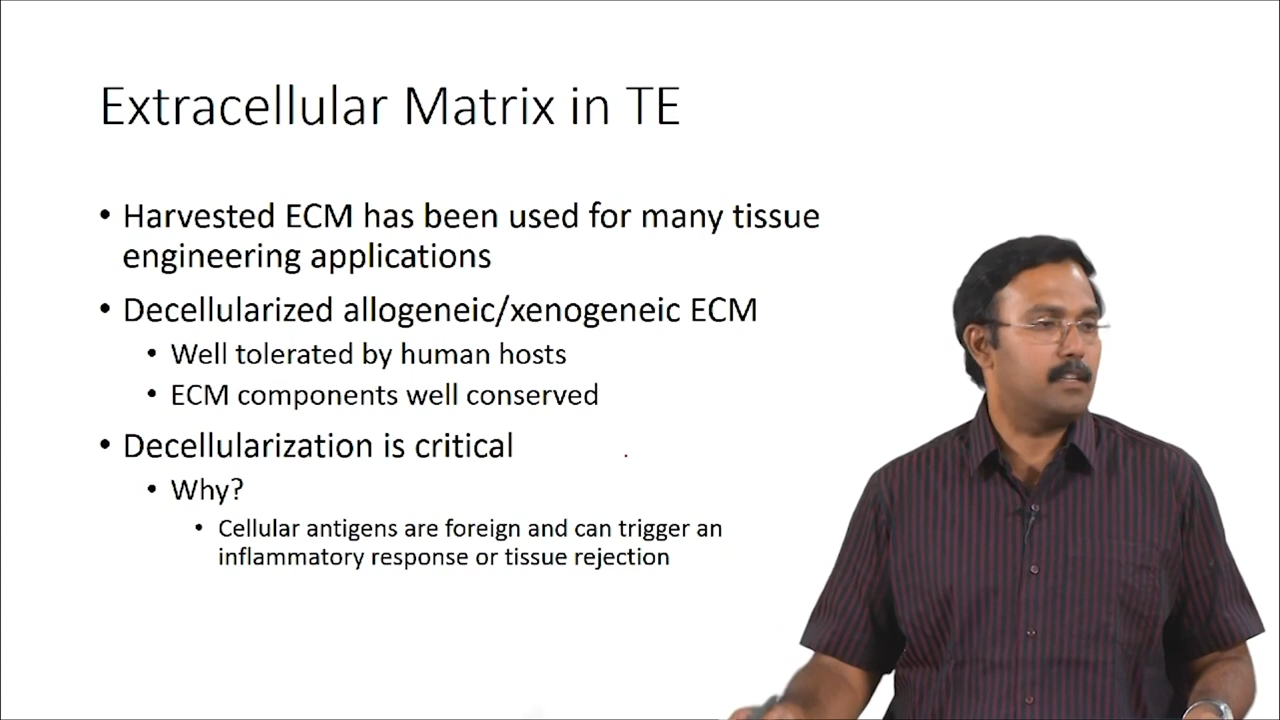 Extracellular Matrix in TE
• Harvested ECM has been used for many tissue
engineering applications
• Decellularized allogeneic/xenogeneic ECM
• Well tolerated by human hosts
• ECM components well conserved
• Decellularization is critical
• Why?
• Cellular antigens are foreign and can trigger an
inflammatory response or tissue rejection